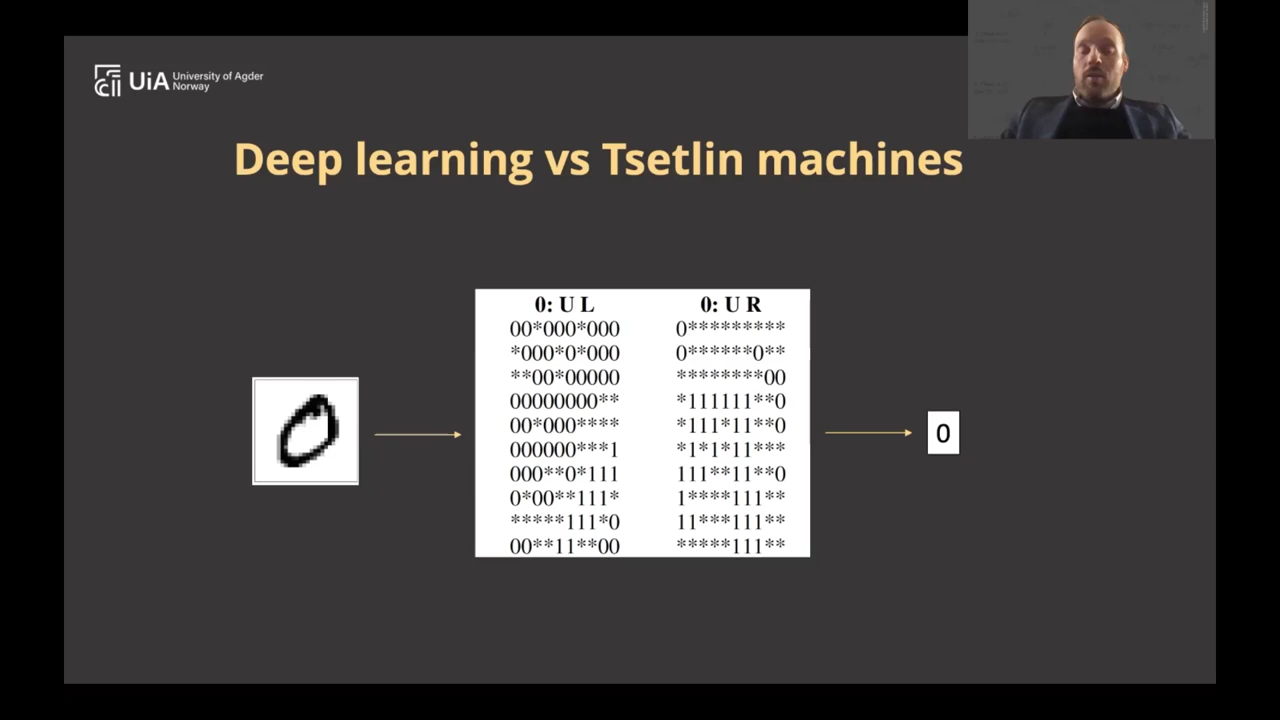 UiA University of Agder
Norway
Deep learning vs Tsetlin machines
0: U L 0: U R
00*000*000 0*********
*000*0*000 0******0**
**00*00000 ********00
00000000** *111111**0
00*000**** *111*11**0
000000***1 *1*1*11***
000**0*111 111**11**0
0*00**111* 1****111**
*****111*0 11***111**
00**11**00 *****111**
0